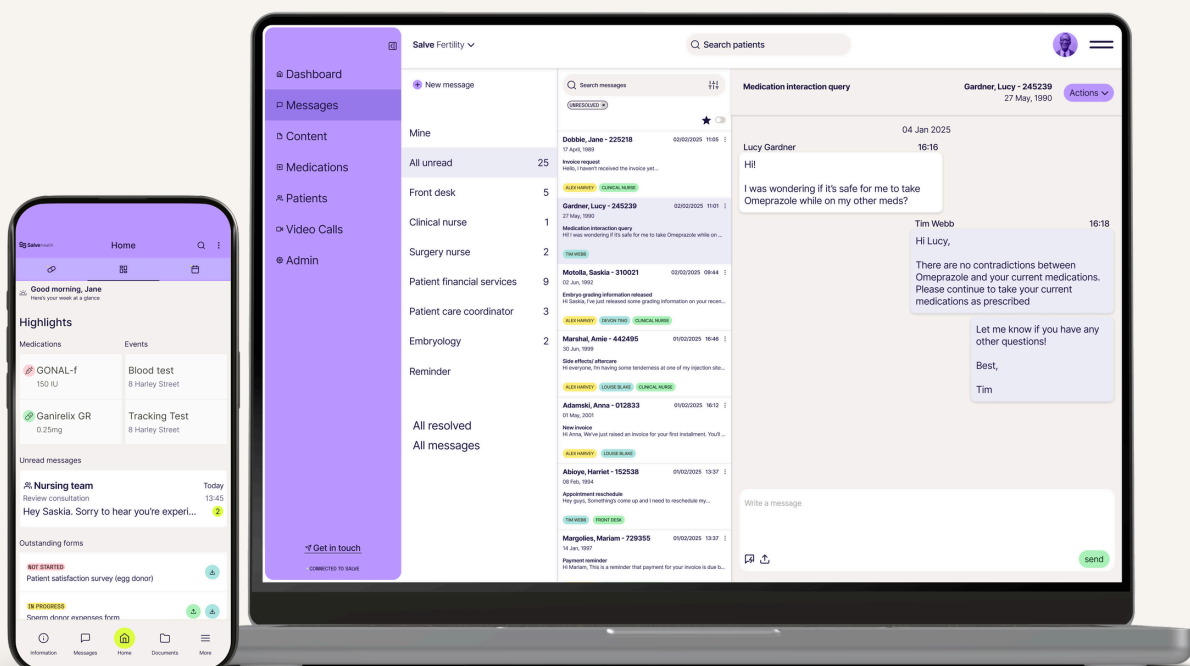 Salve Fertility
Search patients
Dashboard
Messages
Content
Medications
Patients
Video Calls
Admin
Get in touch
CONNECTED TO SALVE
New message
Mine
All unread 25
Front desk 5
Clinical nurse 1
Surgery nurse 2
Patient financial services 9
Patient care coordinator 3
Embryology 2
Reminder
All resolved
All messages
Search messages
UNRESOLVED
Dobbie, Jane - 225218 02/02/2025 11:05
17 April, 1989
Invoice request
Hello, I haven't received the invoice yet...
ALEX HARVEY CLINICAL NURSE
Gardner, Lucy - 245239 02/02/2025 11:01
27 May, 1990
Medication interaction query
Hi! I was wondering if it's safe for me to take Omeprazole while on ...
TIM WEBB
Motolla, Saskia - 310021 02/02/2025 09:44
02 Jun, 1992
Embryo grading information released
Hi Saskia, I've just released some grading information on your recen...
ALEX HARVEY DEVON TING CLINICAL NURSE
Marshal, Amie - 442495 01/02/2025 16:46
30 Jun, 1999
Side effects/ aftercare
Hi everyone, I'm having some tenderness at one of my injection site...
ALEX HARVEY LOUISE BLAKE CLINICAL NURSE
Adamski, Anna - 012833 01/02/2025 16:12
01 May, 2001
New invoice
Hi Anna, We've just raised an invoice for your first installment. You'll ...
ALEX HARVEY LOUISE BLAKE
Abioye, Harriet - 152538 01/02/2025 13:37
08 Feb, 1994
Appointment reschedule
Hey guys, Something's come up and I need to reschedule my...
TIM WEBB FRONT DESK
Margolies, Mariam - 729355 01/02/2025 13:37
14 Jan, 1997
Payment reminder
Hi Mariam, This is a reminder that payment for your invoice is due b...
Medication interaction query
Gardner, Lucy - 245239
27 May, 1990
Actions
04 Jan 2025
Lucy Gardner 16:16
Hi!
I was wondering if it's safe for me to take
Omeprazole while on my other meds?
Tim Webb 16:18
Hi Lucy,
There are no contradictions between
Omeprazole and your current medications.
Please continue to take your current
medications as prescribed
Let me know if you have any
other questions!
Best,
Tim
Write a message
send
Salvehealth
Home
Good morning, Jane
Here's your week at a glance
Highlights
Medications Events
GONAL-f
150 IU
Blood test
8 Harley Street
Ganirelix GR
0.25mg
Tracking Test
8 Harley Street
Unread messages
Nursing team Today
Review consultation 13:45
Hey Saskia. Sorry to hear you're experi... 2
Outstanding forms
NOT STARTED
Patient satisfaction survey (egg donor)
IN PROGRESS
Sperm donor expenses form
Information Messages Home Documents More